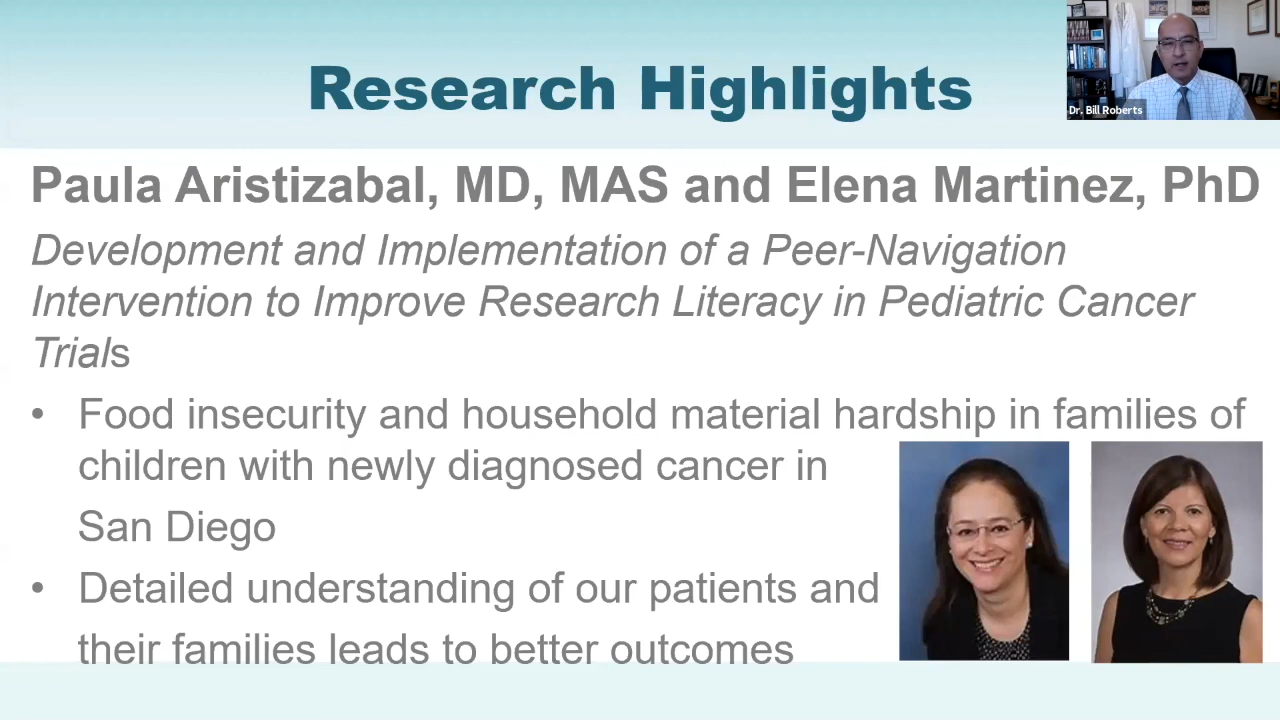 Research Highlights
Dr. Bill Roberts
Paula Aristizabal, MD, MAS and Elena Martinez, PhD
Development and Implementation of a Peer-Navigation
Intervention to Improve Research Literacy in Pediatric Cancer
Trials
• Food insecurity and household material hardship in families of
children with newly diagnosed cancer in
San Diego
• Detailed understanding of our patients and
their families leads to better outcomes